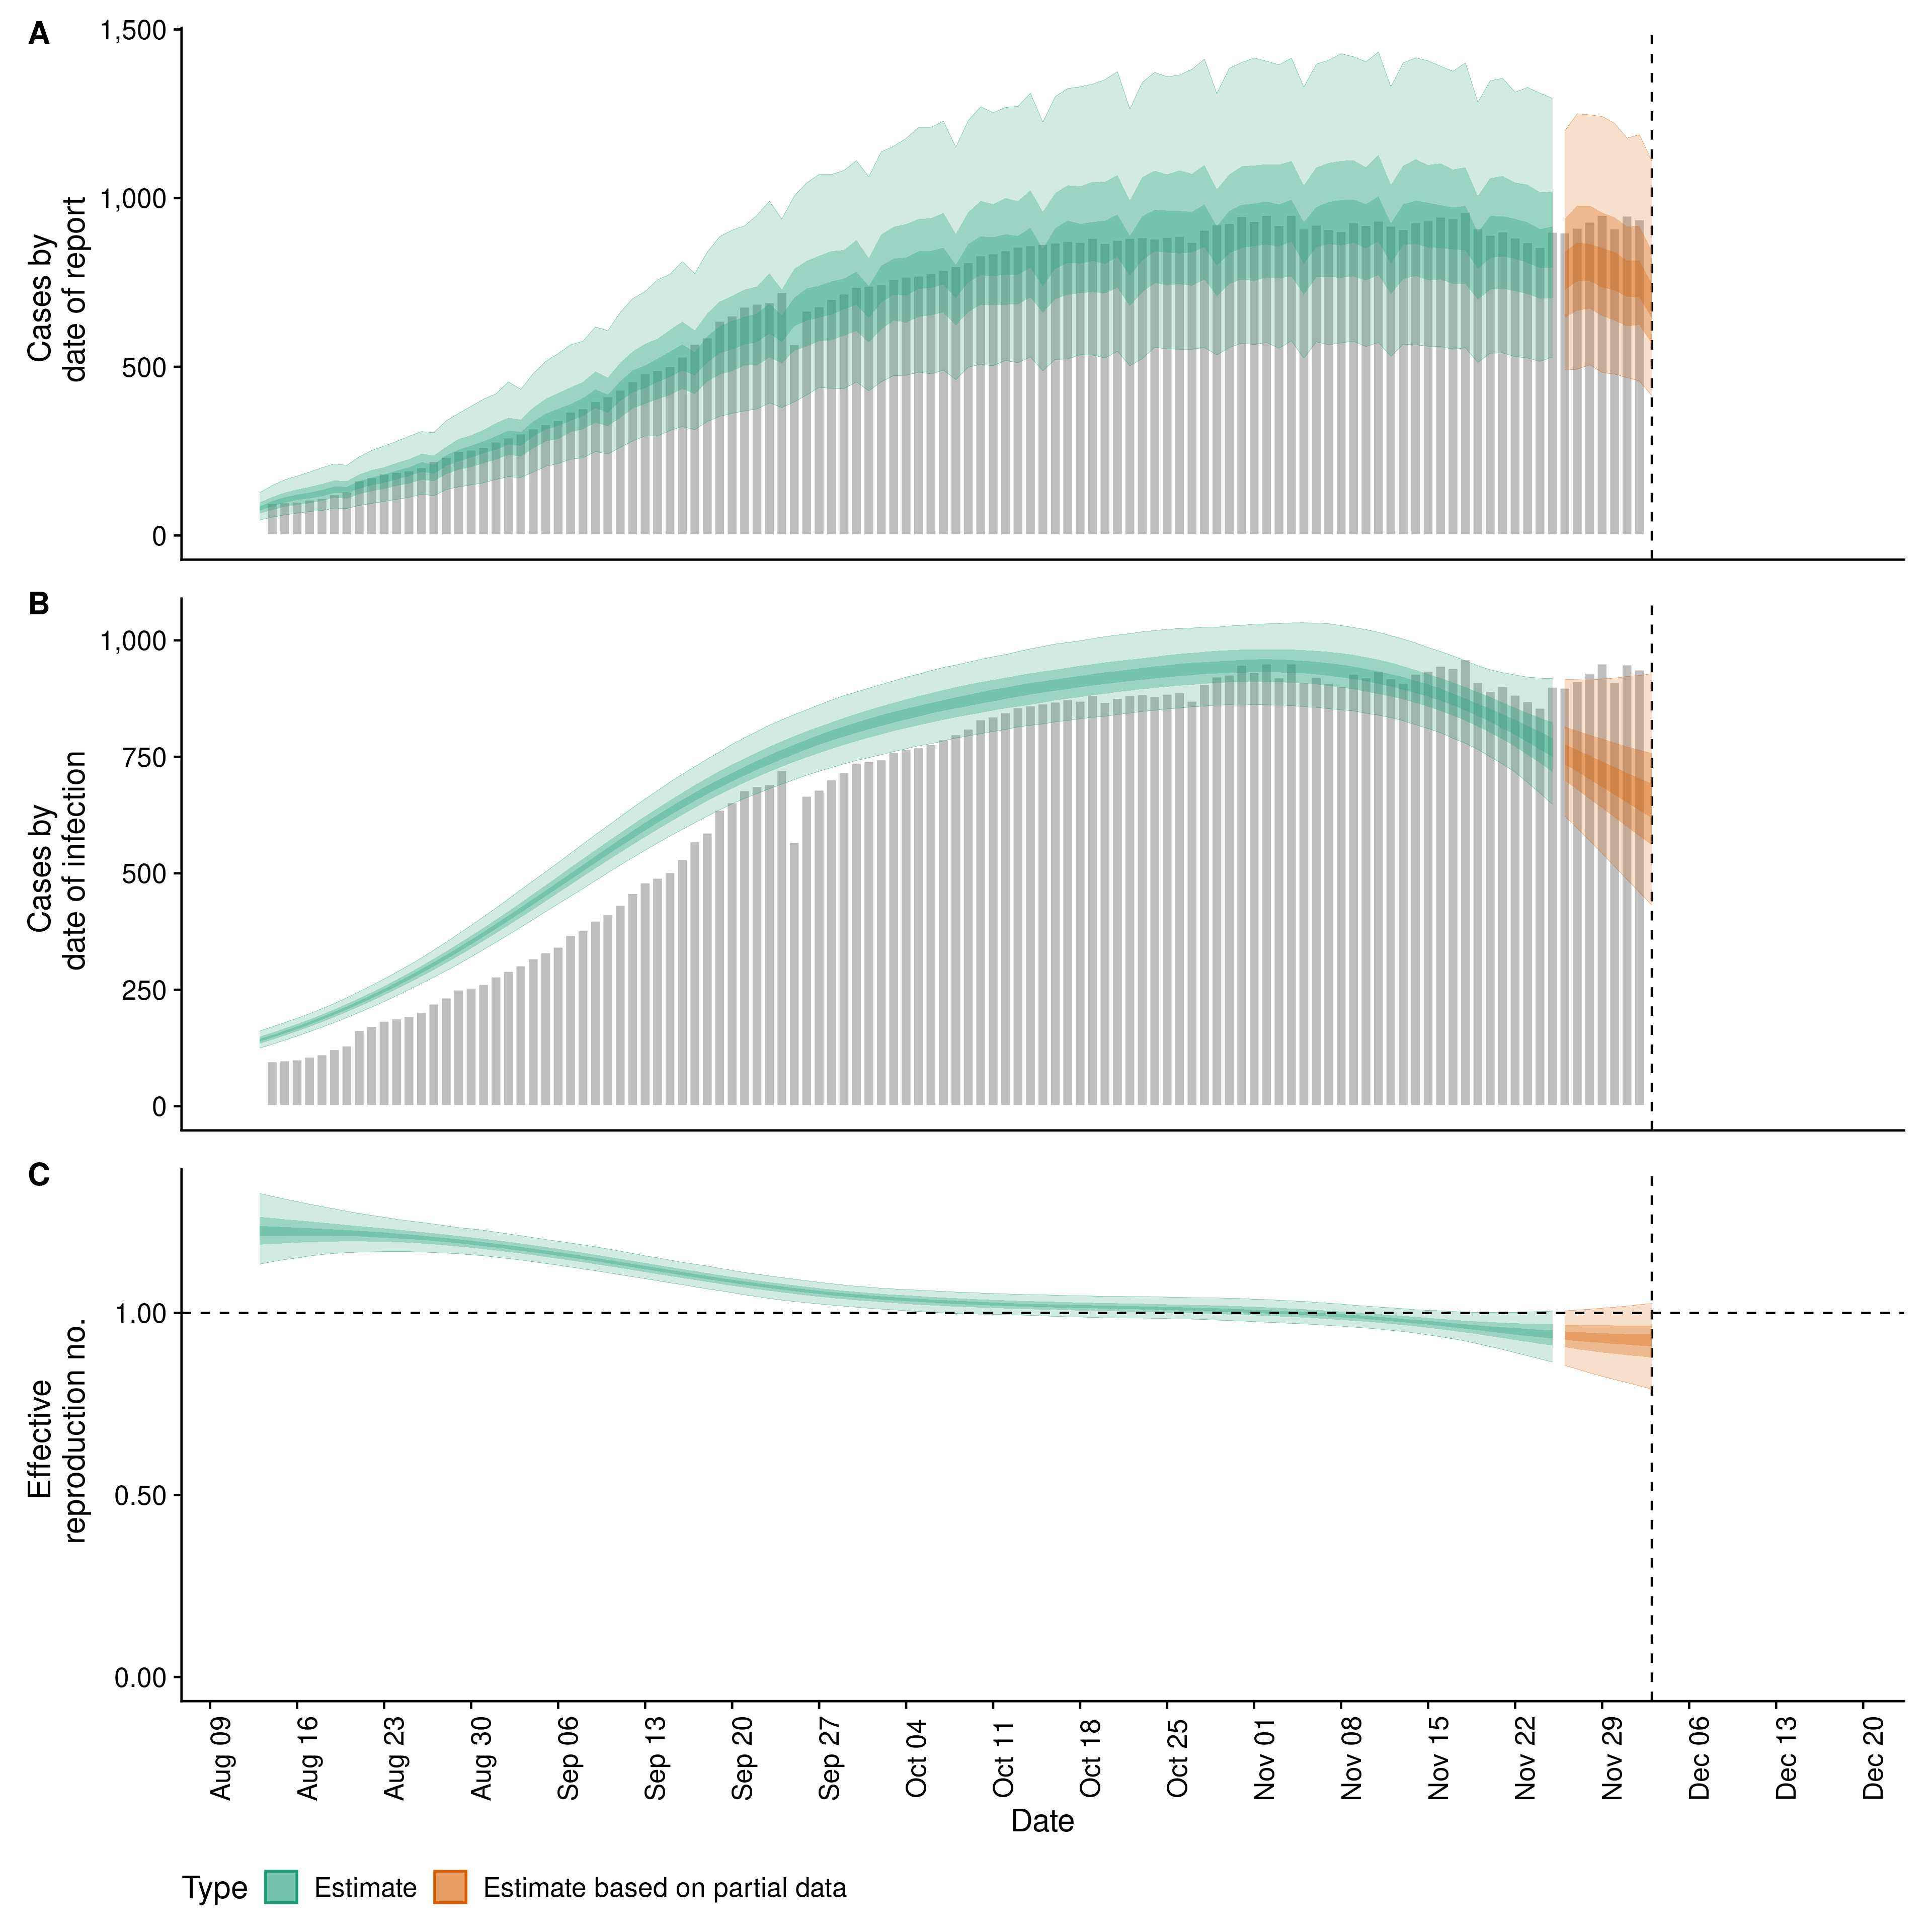 A
Cases by
date of report
1,500
1,000
500
0
B
Cases by
date of infection
1,000
750
500
250
0
C
Effective
reproduction no.
1.00
0.50
0.00
Aug 09
Aug 16
Aug 23
Aug 30
Sep 06
Sep 13
Sep 20
Sep 27
Oct 04
Oct 11
Oct 18
Oct 25
Nov 01
Nov 08
Nov 15
Nov 22
Nov 29
Dec 06
Dec 13
Dec 20
Date
Type Estimate Estimate based on partial data